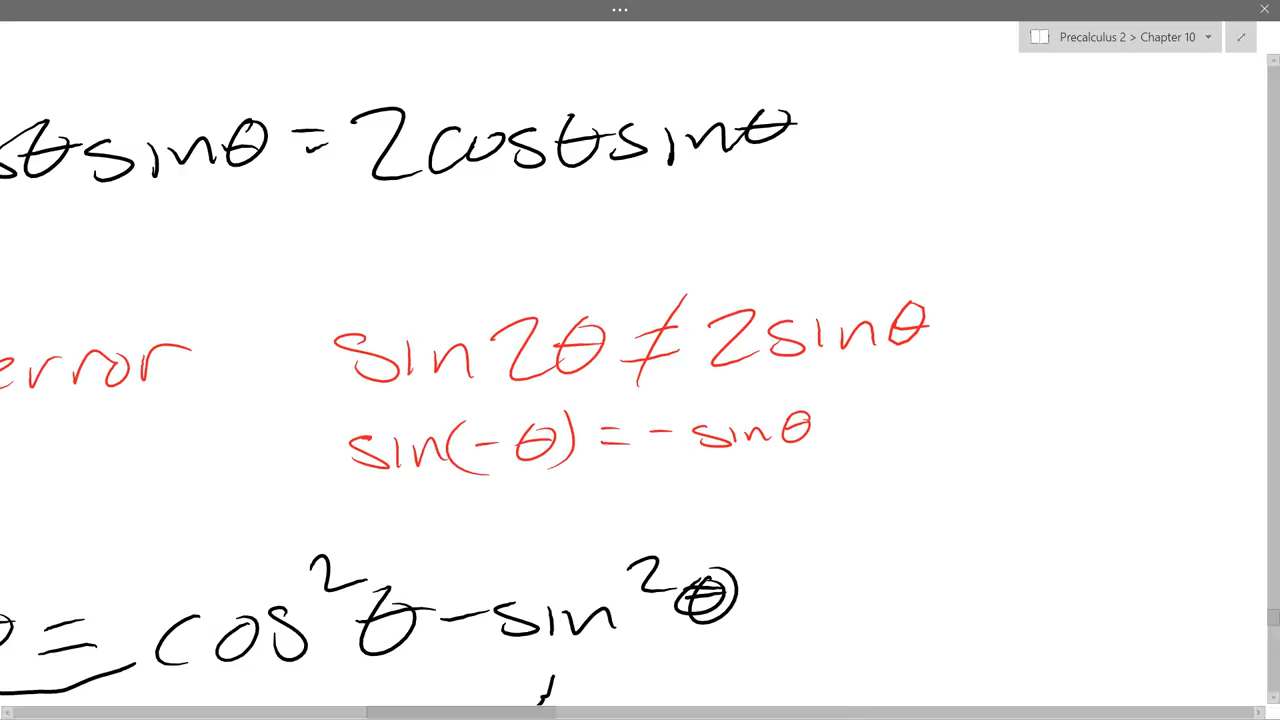 Precalculus 2 > Chapter 10
sθsinθ = 2cosθsinθ
error
sin2θ ≠ 2sinθ
sin(-θ) = -sinθ
θ = cos²θ - sin²θ